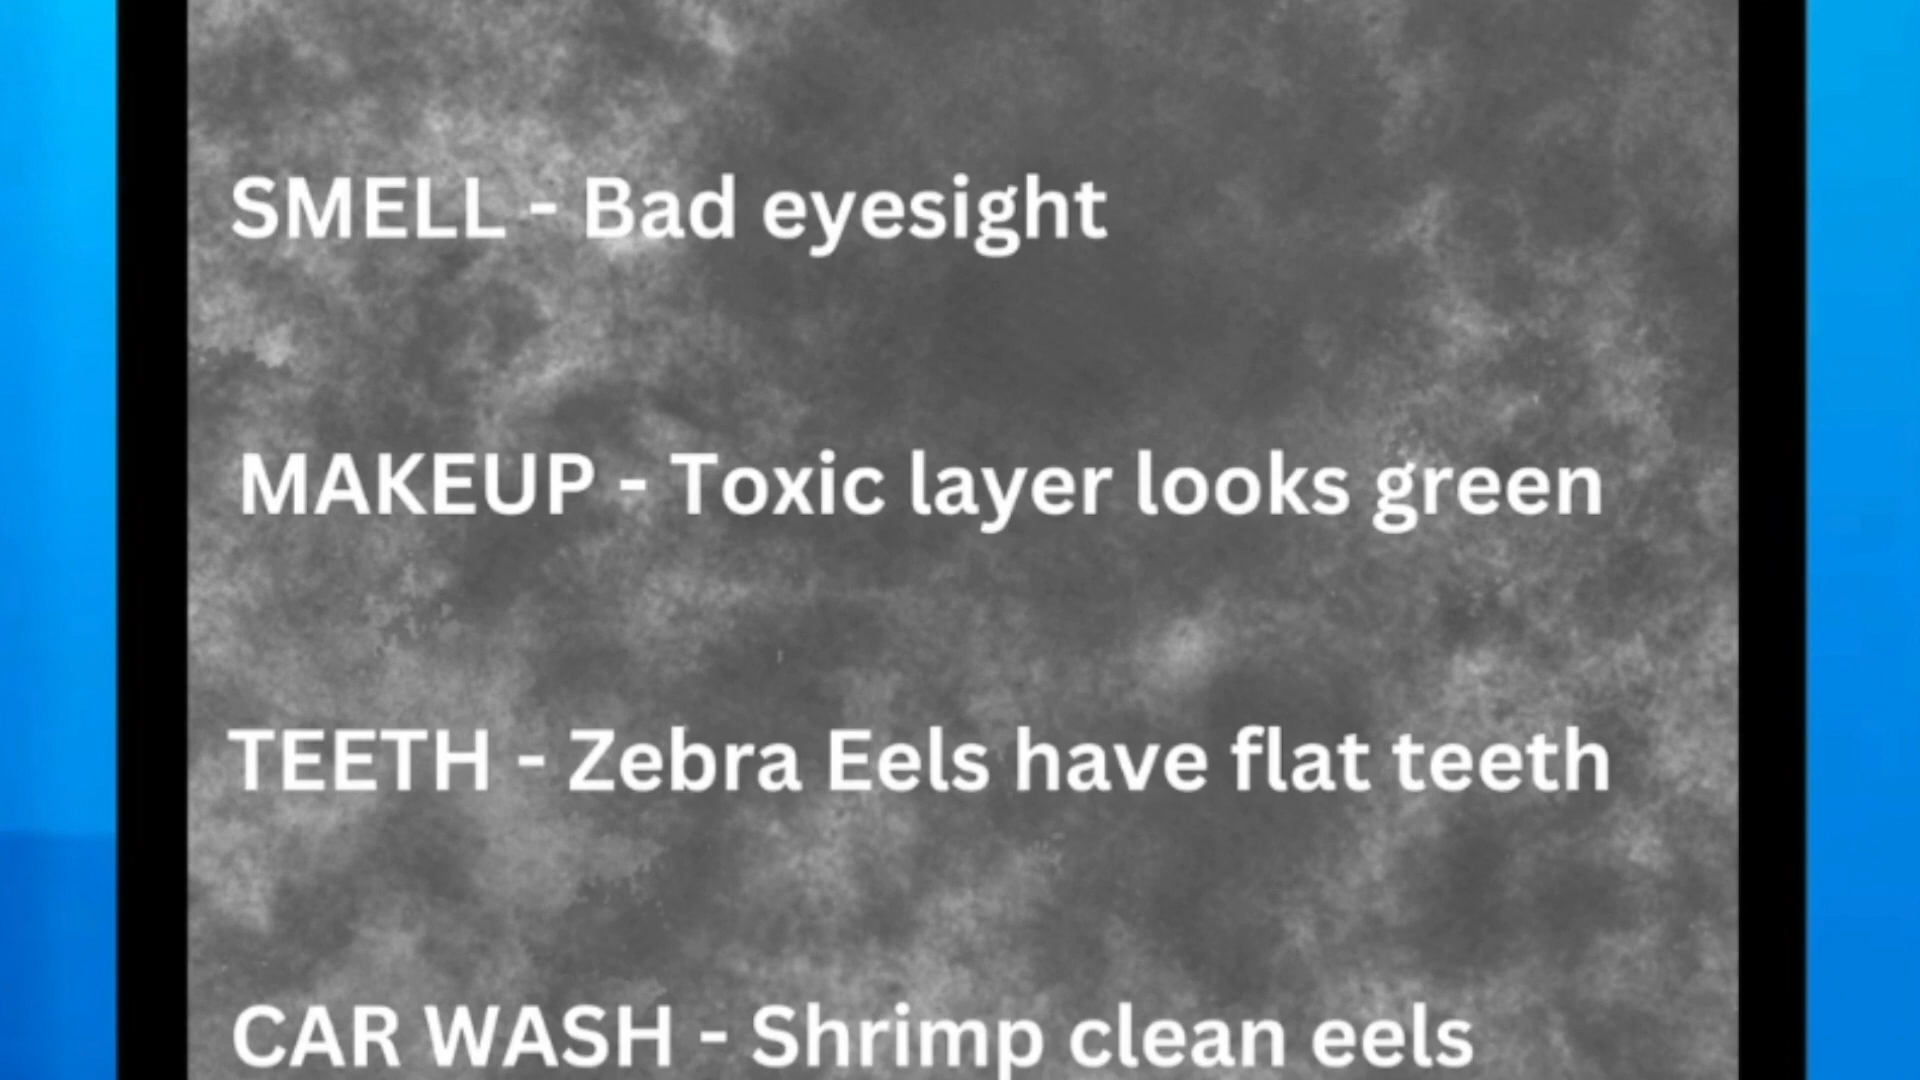 SMELL - Bad eyesight
MAKEUP - Toxic layer looks green
TEETH - Zebra Eels have flat teeth
CAR WASH - Shrimp clean eels